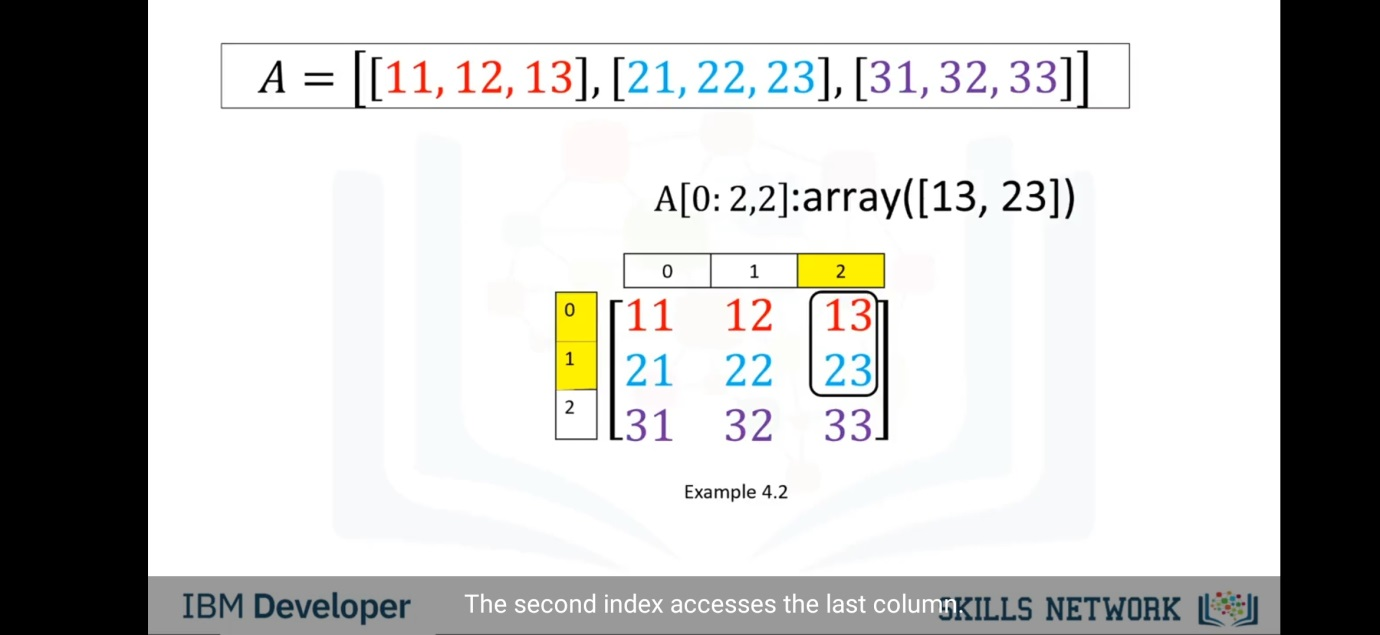 A = [[11, 12, 13], [21, 22, 23], [31, 32, 33]]
A[0: 2,2]:array([13, 23])
0 1 2
0 11 12 13
1 21 22 23
2 31 32 33
Example 4.2
IBM Developer
The second index accesses the last column.
SKILLS NETWORK